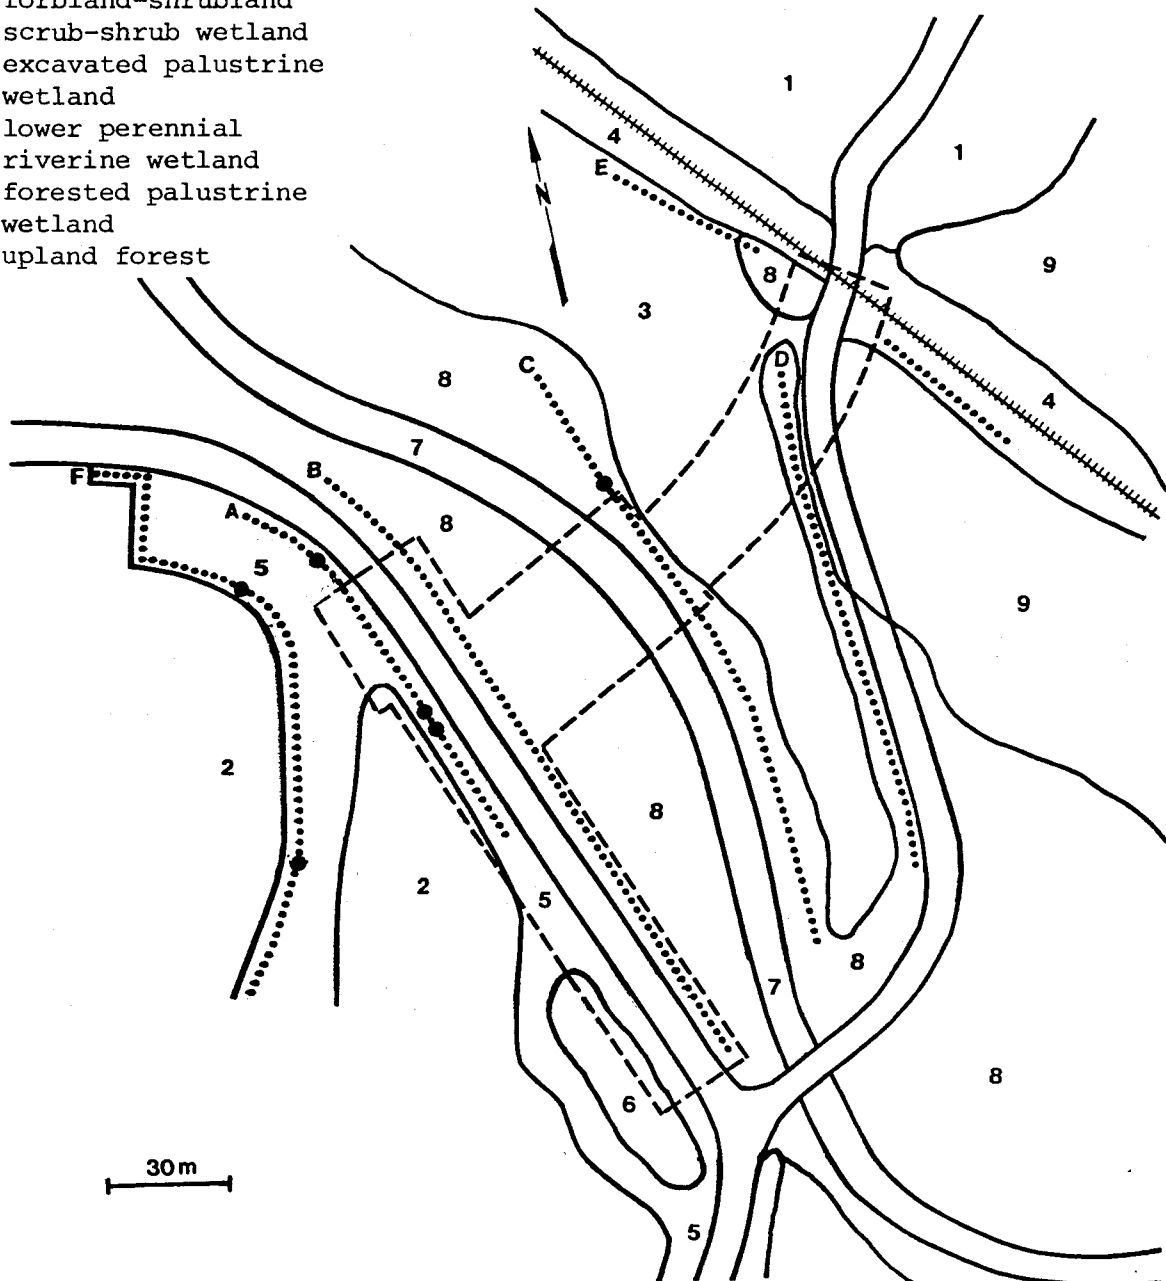 forbland-shrubland
scrub-shrub wetland
excavated palustrine
wetland
lower perennial
riverine wetland
forested palustrine
wetland
upland forest
1
4
1
E
N
8
9
3
C
D
8
4
7
B
F
A
8
5
9
2
8
2
5
8
7
6
8
30m
5